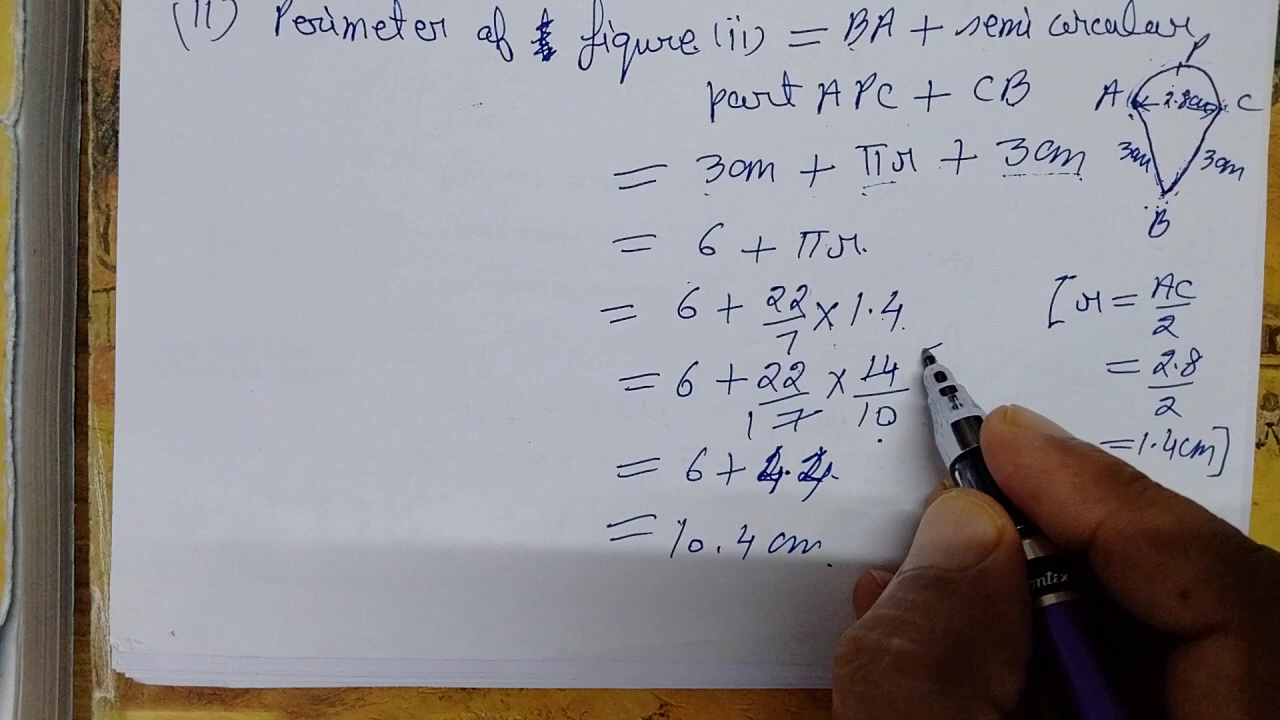 (ii) Perimeter of figure (ii) = BA + semi circular
part APC + CB
= 3cm + πr + 3cm
= 6 + πr.
= 6 + 22/7 × 1.4
= 6 + 22/7 × 14/10
1
= 6 + 4.4
= 10.4 cm
P
A 2.8cm C
3cm 3cm
B
[r = AC/2
= 2.8/2
= 1.4cm]